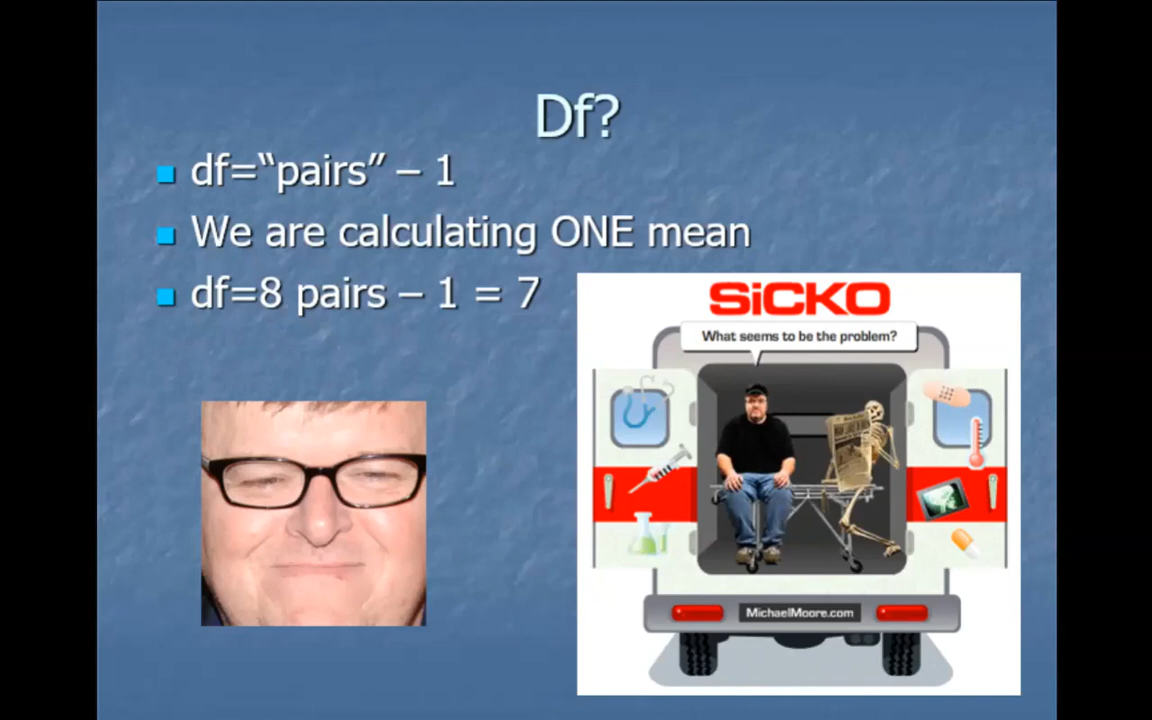 Df?
df=“pairs” – 1
We are calculating ONE mean
df=8 pairs – 1 = 7
SiCKO
What seems to be the problem?
MichaelMoore.com